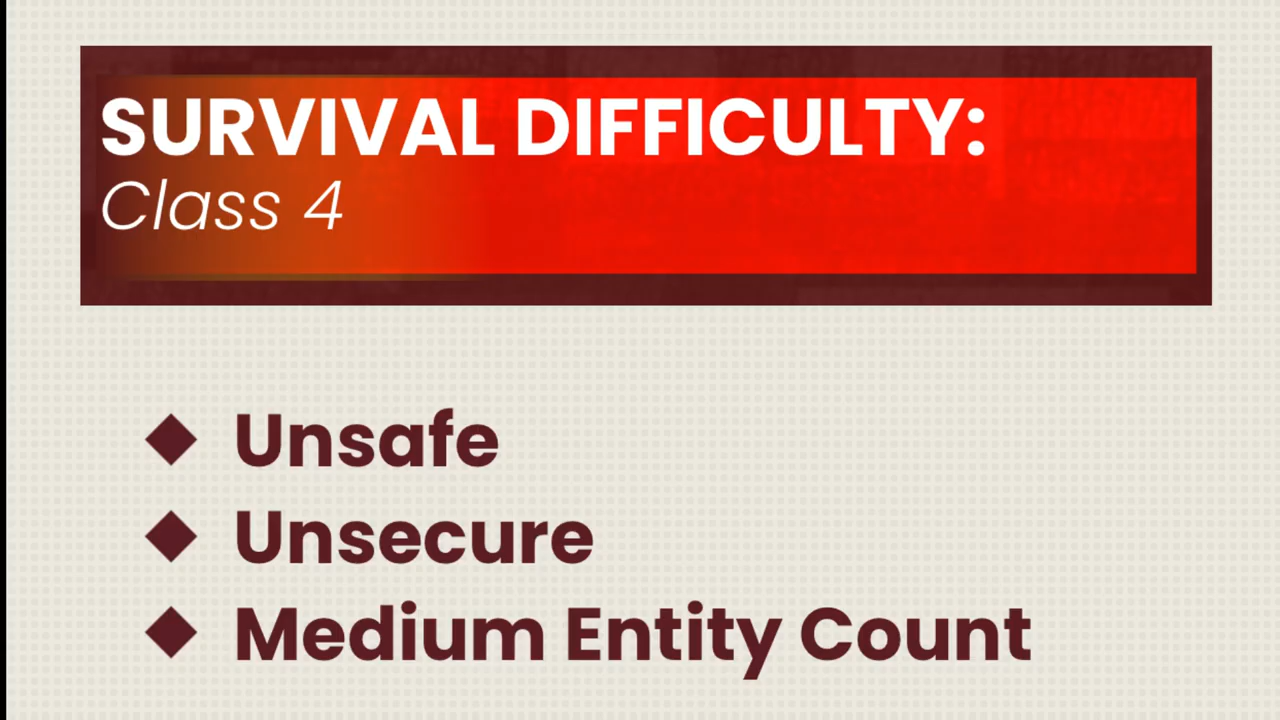 SURVIVAL DIFFICULTY:
Class 4
Unsafe
Unsecure
Medium Entity Count